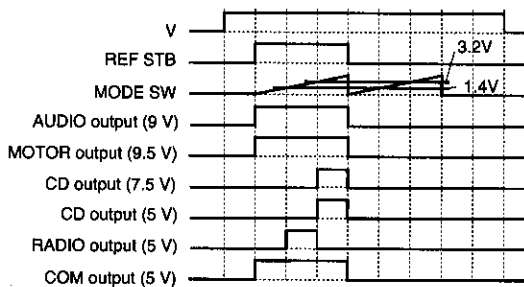 V
REF STB
3.2V
MODE SW
1.4V
AUDIO output (9 V)
MOTOR output (9.5 V)
CD output (7.5 V)
CD output (5 V)
RADIO output (5 V)
COM output (5 V)